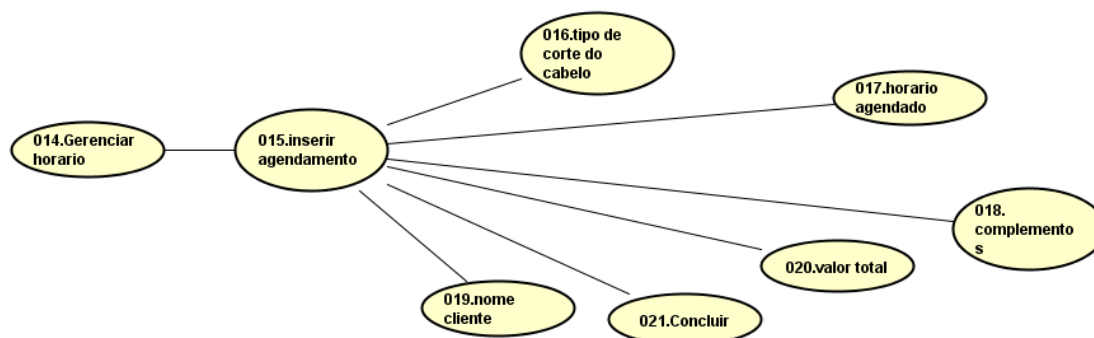 016.tipo de
corte do
cabelo
017.horario
agendado
014.Gerenciar
horario
015.inserir
agendamento
018.
complemento
s
020.valor total
019.nome
cliente
021.Concluir